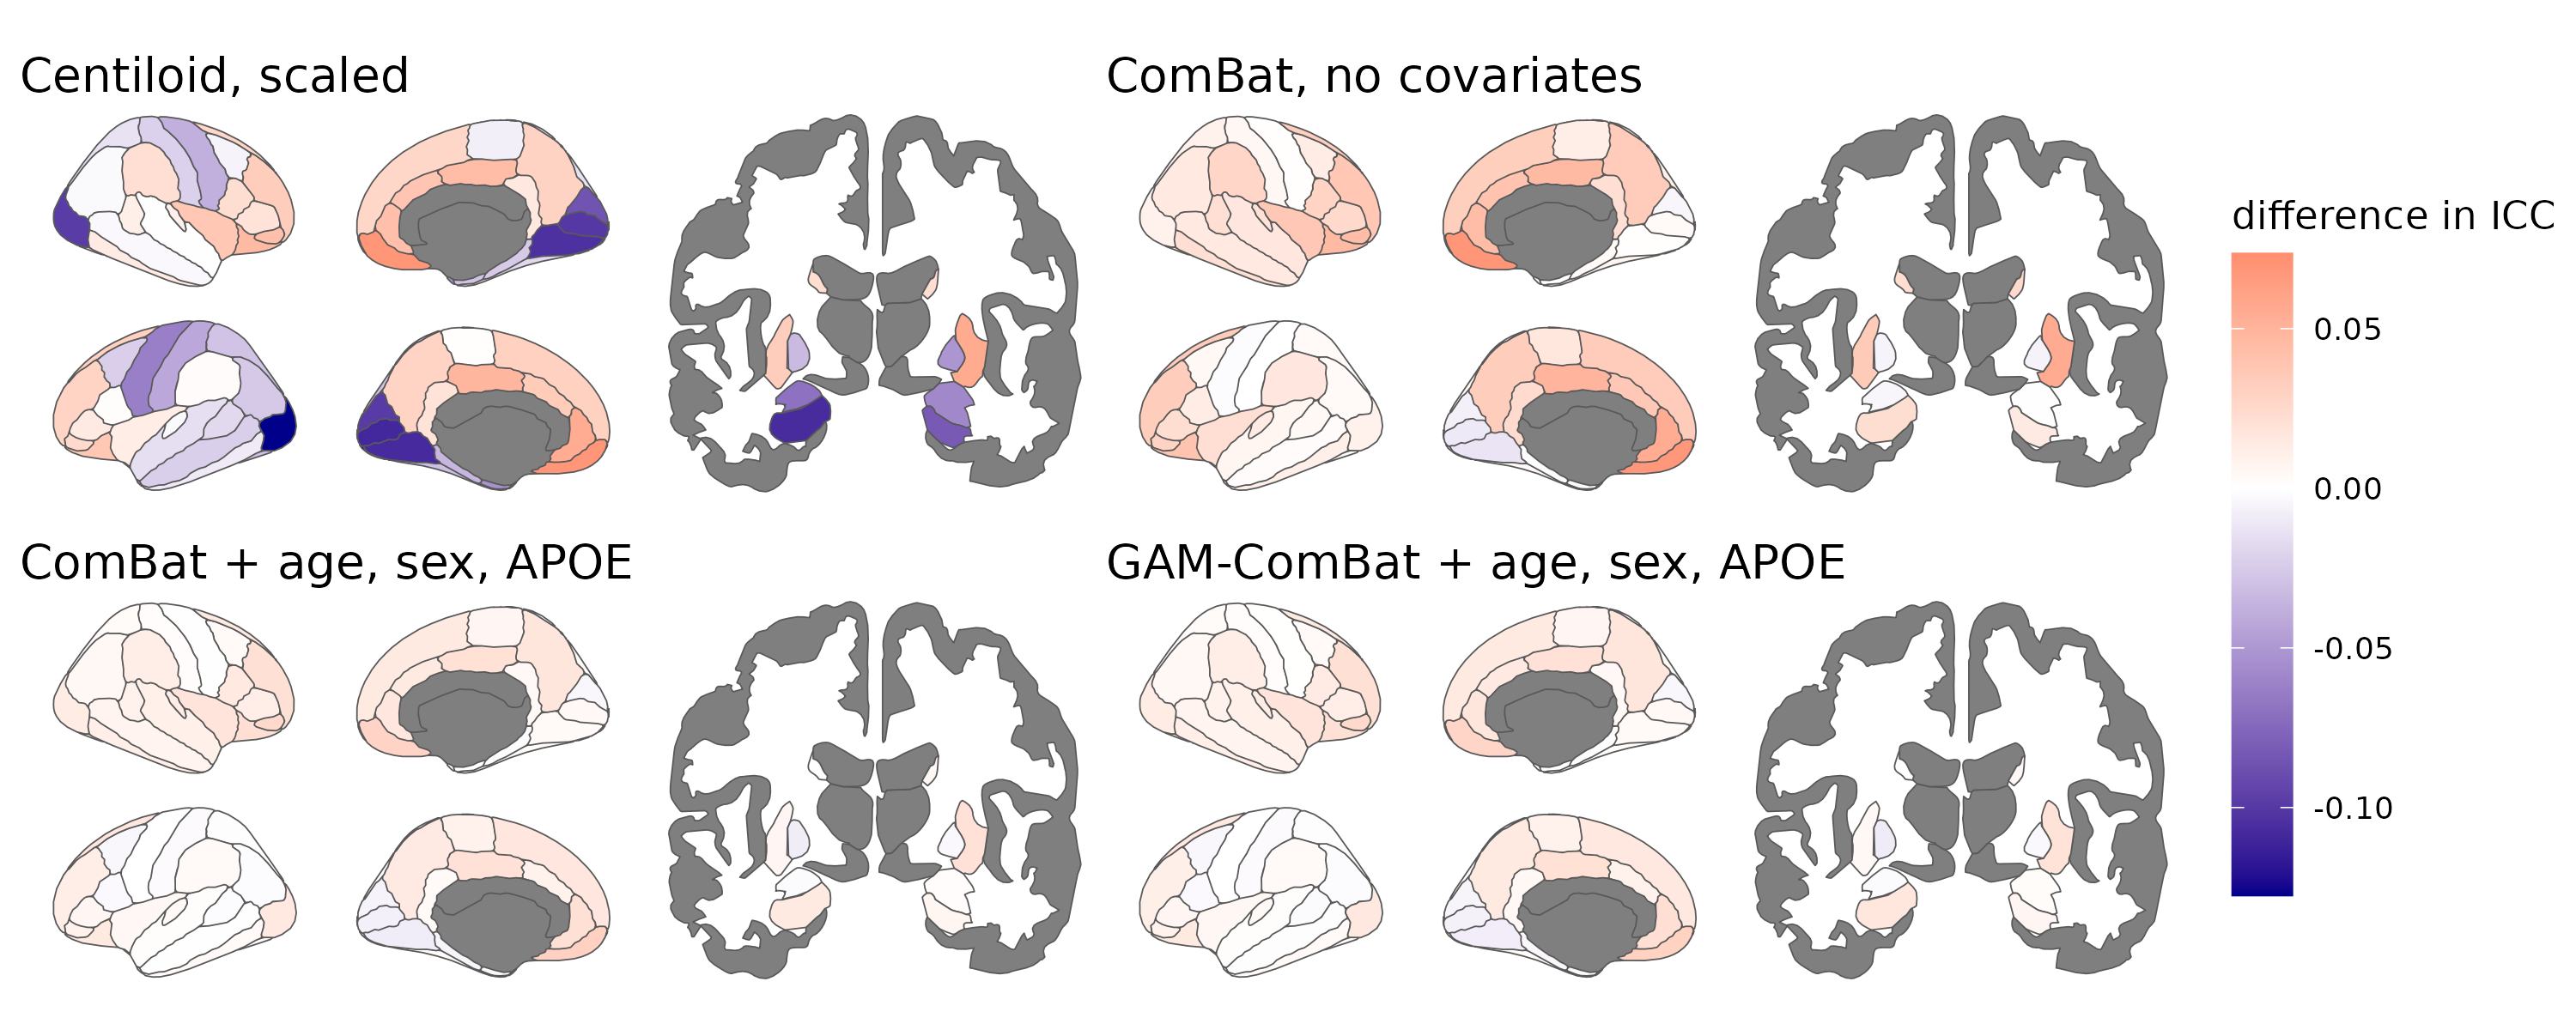 Centiloid, scaled
ComBat, no covariates
difference in ICC
0.05
0.00
-0.05
-0.10
ComBat + age, sex, APOE
GAM-ComBat + age, sex, APOE